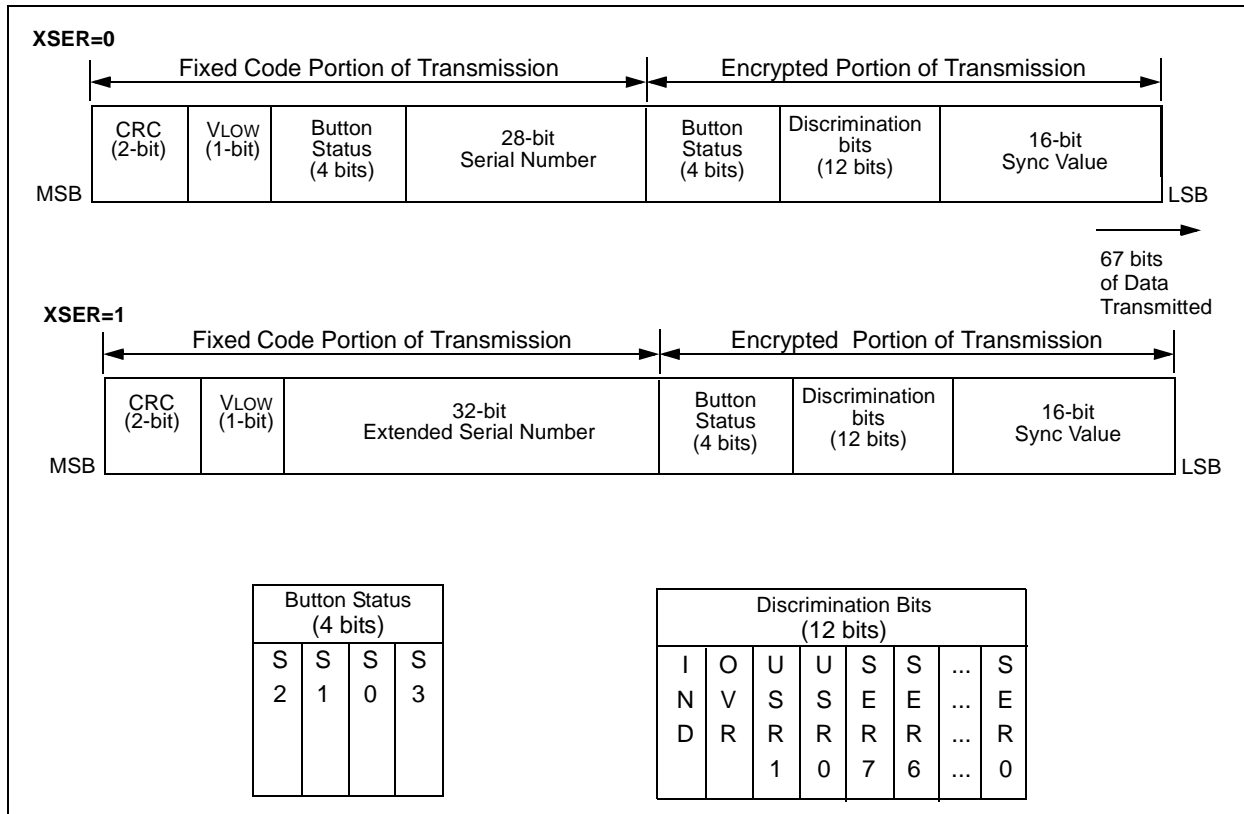 XSER=0
Fixed Code Portion of Transmission
Encrypted Portion of Transmission
CRC
(2-bit)
VLOW
(1-bit)
Button
Status
(4 bits)
28-bit
Serial Number
Button
Status
(4 bits)
Discrimination
bits
(12 bits)
16-bit
Sync Value
MSB
LSB
67 bits
of Data
Transmitted
XSER=1
Fixed Code Portion of Transmission
Encrypted Portion of Transmission
CRC
(2-bit)
VLOW
(1-bit)
32-bit
Extended Serial Number
Button
Status
(4 bits)
Discrimination
bits
(12 bits)
16-bit
Sync Value
MSB
LSB
Button Status
(4 bits)
S S S S
2 1 0 3
Discrimination Bits
(12 bits)
I O U U S S ... S
N V S S E E ... E
D R R R R R ... R
1 0 7 6 ... 0